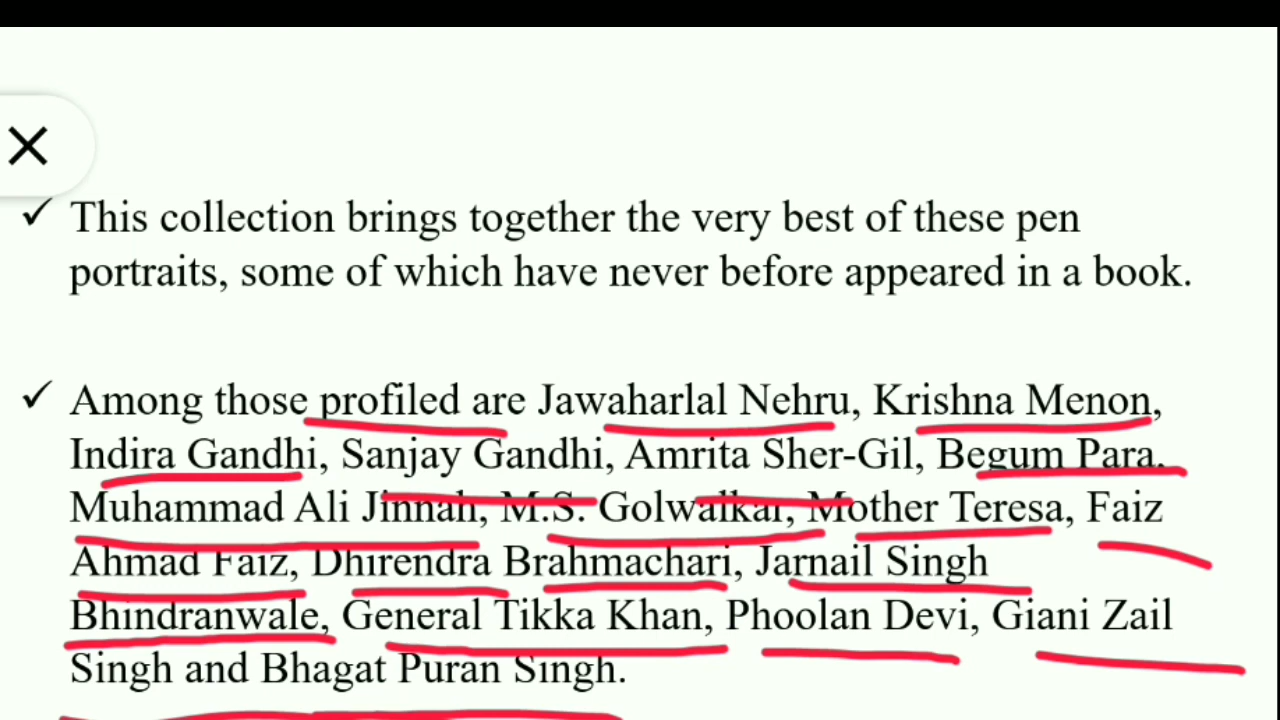 ✓ This collection brings together the very best of these pen
portraits, some of which have never before appeared in a book.
✓ Among those profiled are Jawaharlal Nehru, Krishna Menon,
Indira Gandhi, Sanjay Gandhi, Amrita Sher-Gil, Begum Para,
Muhammad Ali Jinnah, M.S. Golwalkar, Mother Teresa, Faiz
Ahmad Faiz, Dhirendra Brahmachari, Jarnail Singh
Bhindranwale, General Tikka Khan, Phoolan Devi, Giani Zail
Singh and Bhagat Puran Singh.